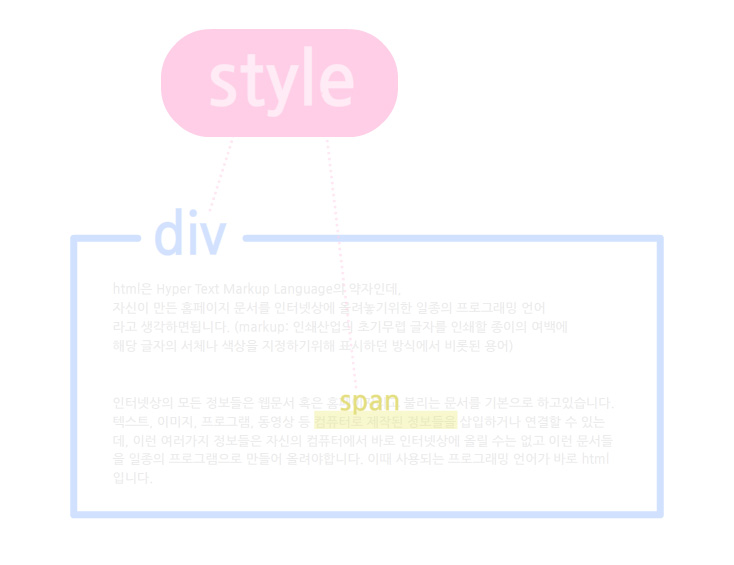 style
div
html은 Hyper Text Markup Language의 약자인데,
자신이 만든 홈페이지 문서를 인터넷상에 올려놓기위한 일종의 프로그래밍 언어
라고 생각하면됩니다. (markup: 인쇄산업의 초기무렵 글자를 인쇄할 종이의 여백에
해당 글자의 서체나 색상을 지정하기위해 표시하던 방식에서 비롯된 용어)
span
인터넷상의 모든 정보들은 웹문서 혹은 불리는 문서를 기본으로 하고있습니다.
텍스트, 이미지, 프로그램, 동영상 등 컴퓨터로 제작된 정보들을 삽입하거나 연결할 수 있는
데, 이런 여러가지 정보들은 자신의 컴퓨터에서 바로 인터넷상에 올릴 수는 없고 이런 문서들
을 일종의 프로그램으로 만들어 올려야합니다. 이때 사용되는 프로그래밍 언어가 바로 html
입니다.